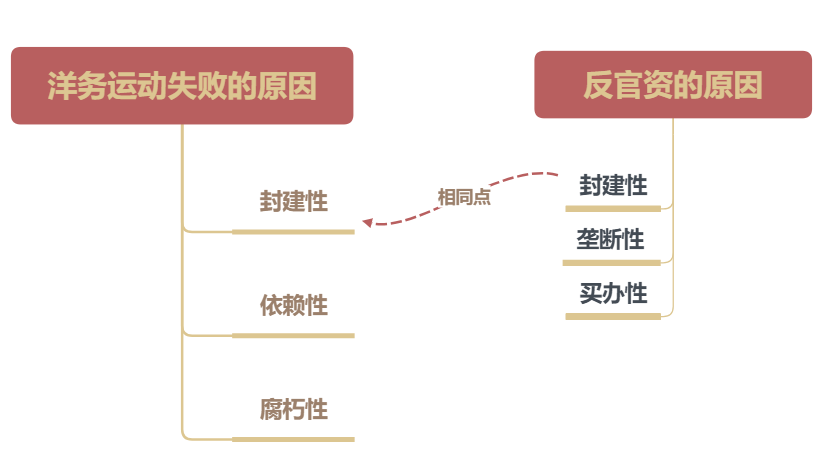 洋务运动失败的原因
封建性
依赖性
腐朽性
相同点
反官资的原因
封建性
垄断性
买办性